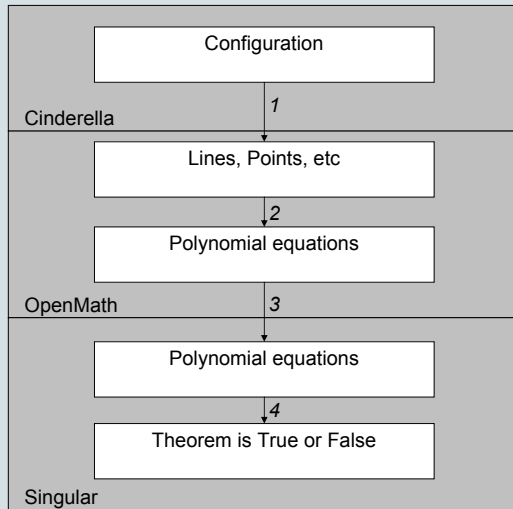 Configuration
1
Cinderella
Lines, Points, etc
2
Polynomial equations
OpenMath
3
Polynomial equations
4
Theorem is True or False
Singular